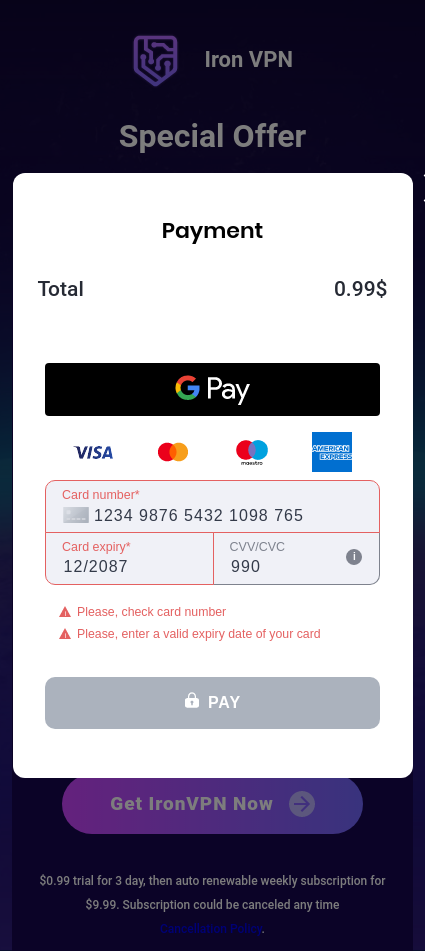 Iron VPN
Special Offer
Payment
Total 0.99$
G Pay
VISA
maestro
AMERICAN
EXPRESS
Card number*
1234 9876 5432 1098 765
Card expiry* CVV/CVC
12/2087 990
Please, check card number
Please, enter a valid expiry date of your card
PAY
Get IronVPN Now
$0.99 trial for 3 day, then auto renewable weekly subscription for
$9.99. Subscription could be canceled any time